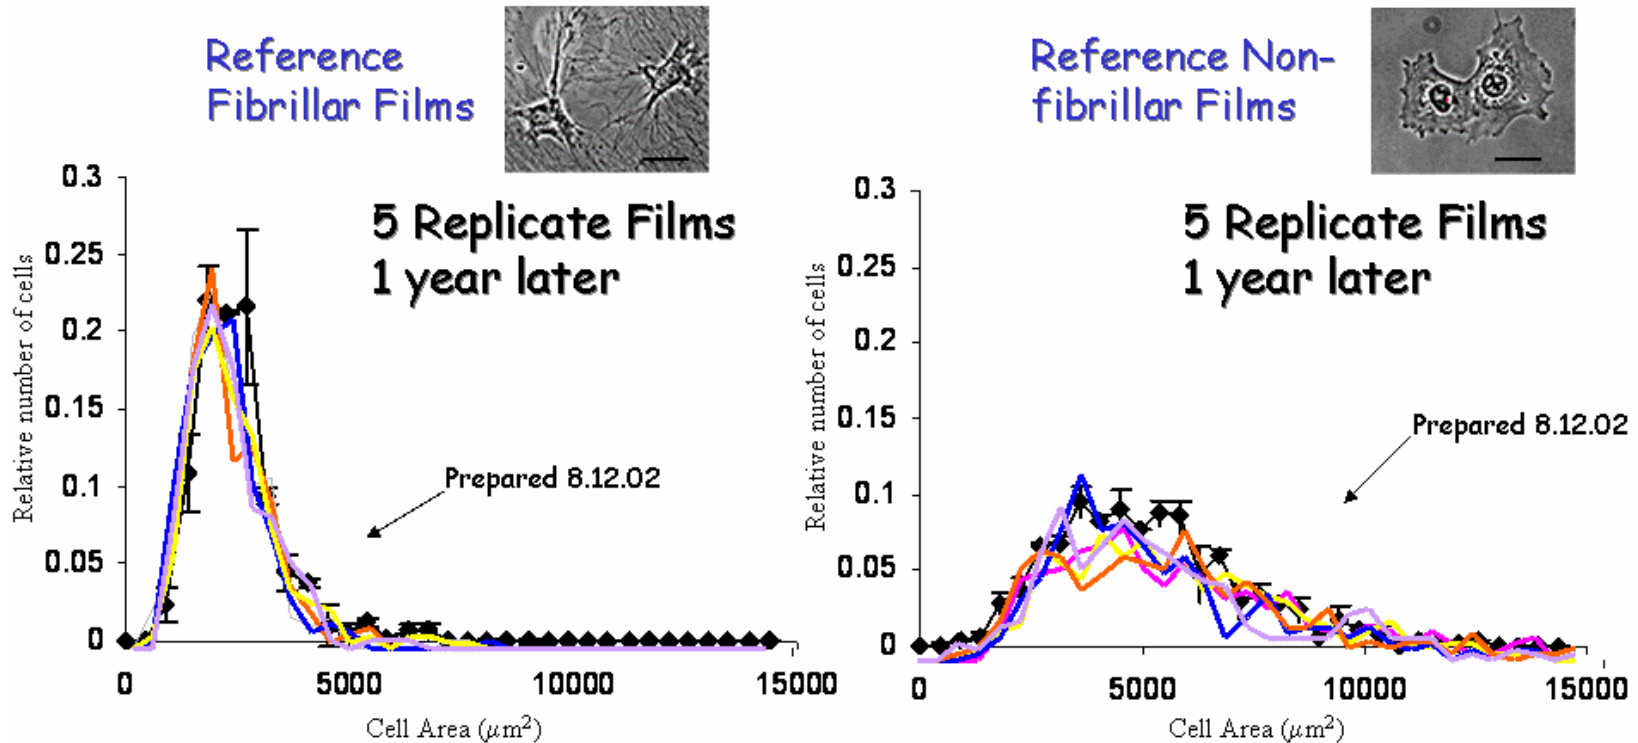 Reference
Fibrillar Films
5 Replicate Films
1 year later
Prepared 8.12.02
Relative number of cells
0.3
0.25
0.2
0.15
0.1
0.05
0
0 5000 10000 15000
Cell Area (μm²)
Reference Non-
fibrillar Films
5 Replicate Films
1 year later
Prepared 8.12.02
Relative number of cells
0.3
0.25
0.2
0.15
0.1
0.05
0
0 5000 10000 15000
Cell Area (μm²)